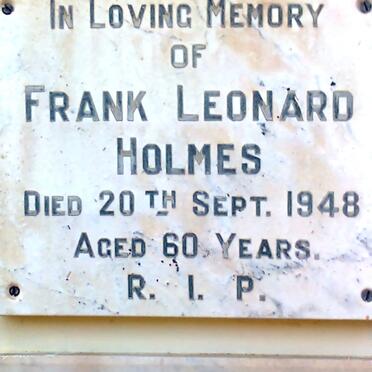 In Loving Memory
OF
Frank Leonard
Holmes
Died 20TH Sept. 1948
Aged 60 Years.
R. I. P.